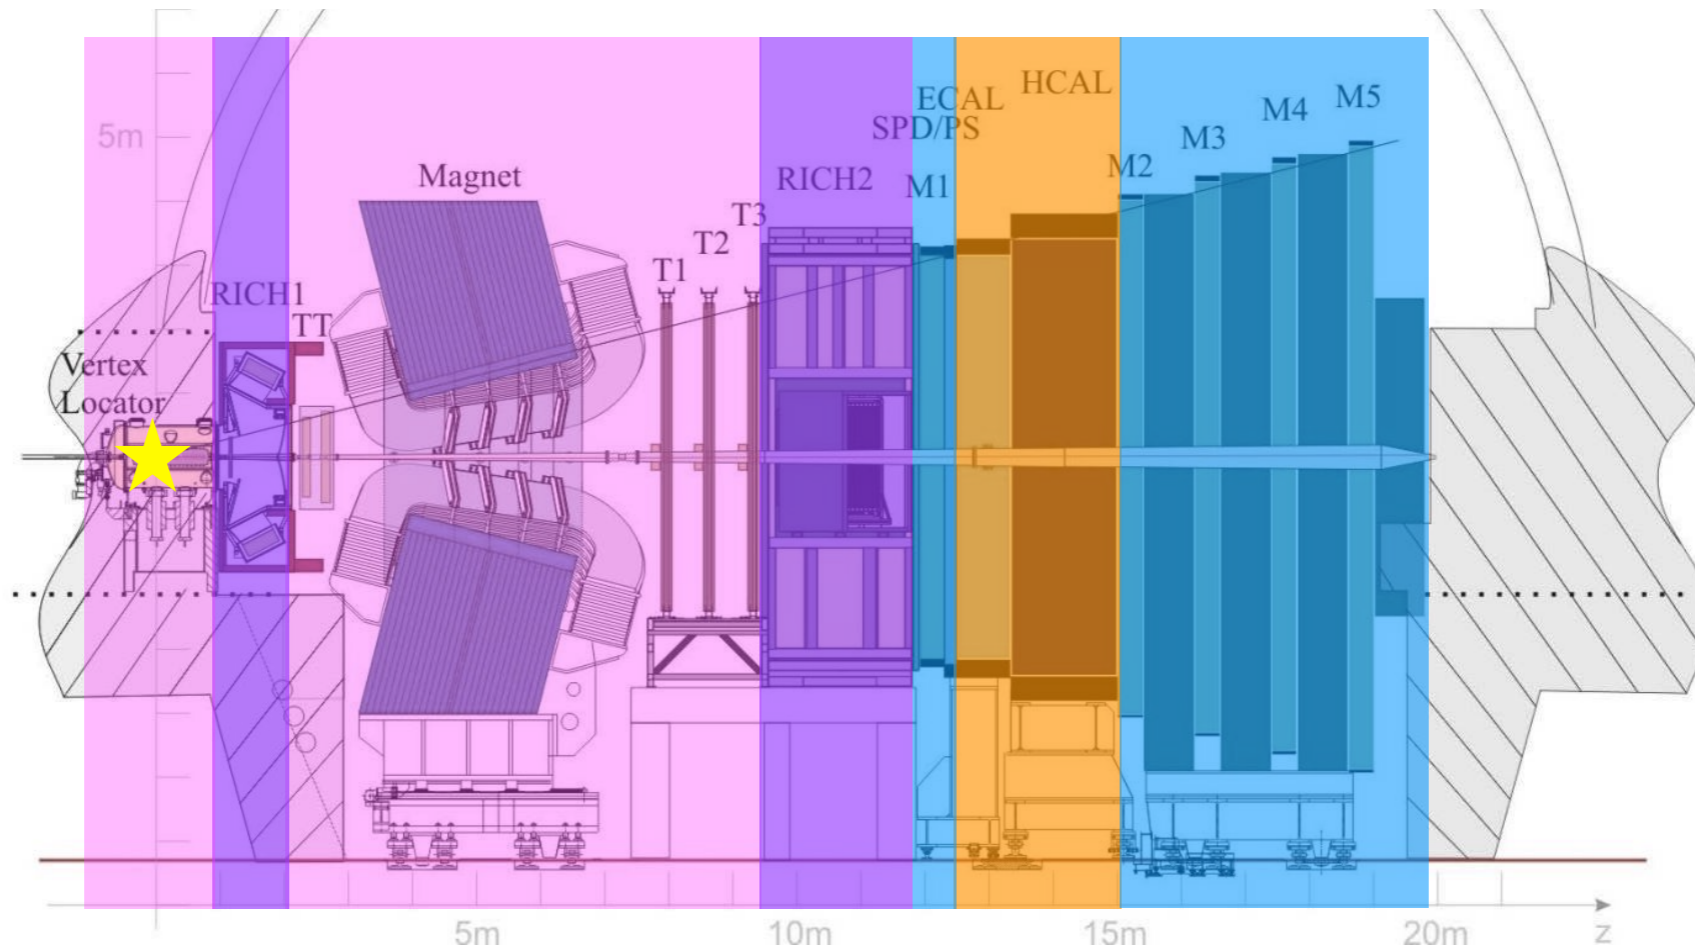 HCAL
ECAL
M5
M4
SPD/PS
M3
5m
M2
Magnet
RICH2
M1
T3
T2
T1
RICH1
TT
Vertex
Locator
5m
10m
15m
20m
z